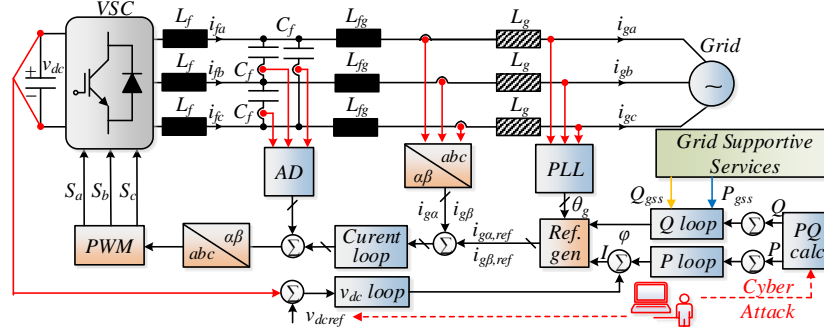 VSC
L_f
i_fa
C_f
L_fg
L_g
i_ga
Grid
+
v_dc
−
L_f
i_fb
C_f
L_fg
L_g
i_gb
~
L_f
i_fc
C_f
L_fg
L_g
i_gc
S_a
S_b
S_c
AD
abc
αβ
PLL
Grid Supportive
Services
Q_gss
P_gss
θ_g
i_gα
i_gβ
i_gα,ref
i_gβ,ref
PWM
αβ
abc
Σ
Curent
loop
Σ
Ref.
gen
Q loop
Σ
Q
PQ
calc
φ
I
Σ
P loop
Σ
P
Σ
v_dc loop
v_dcref
Cyber
Attack